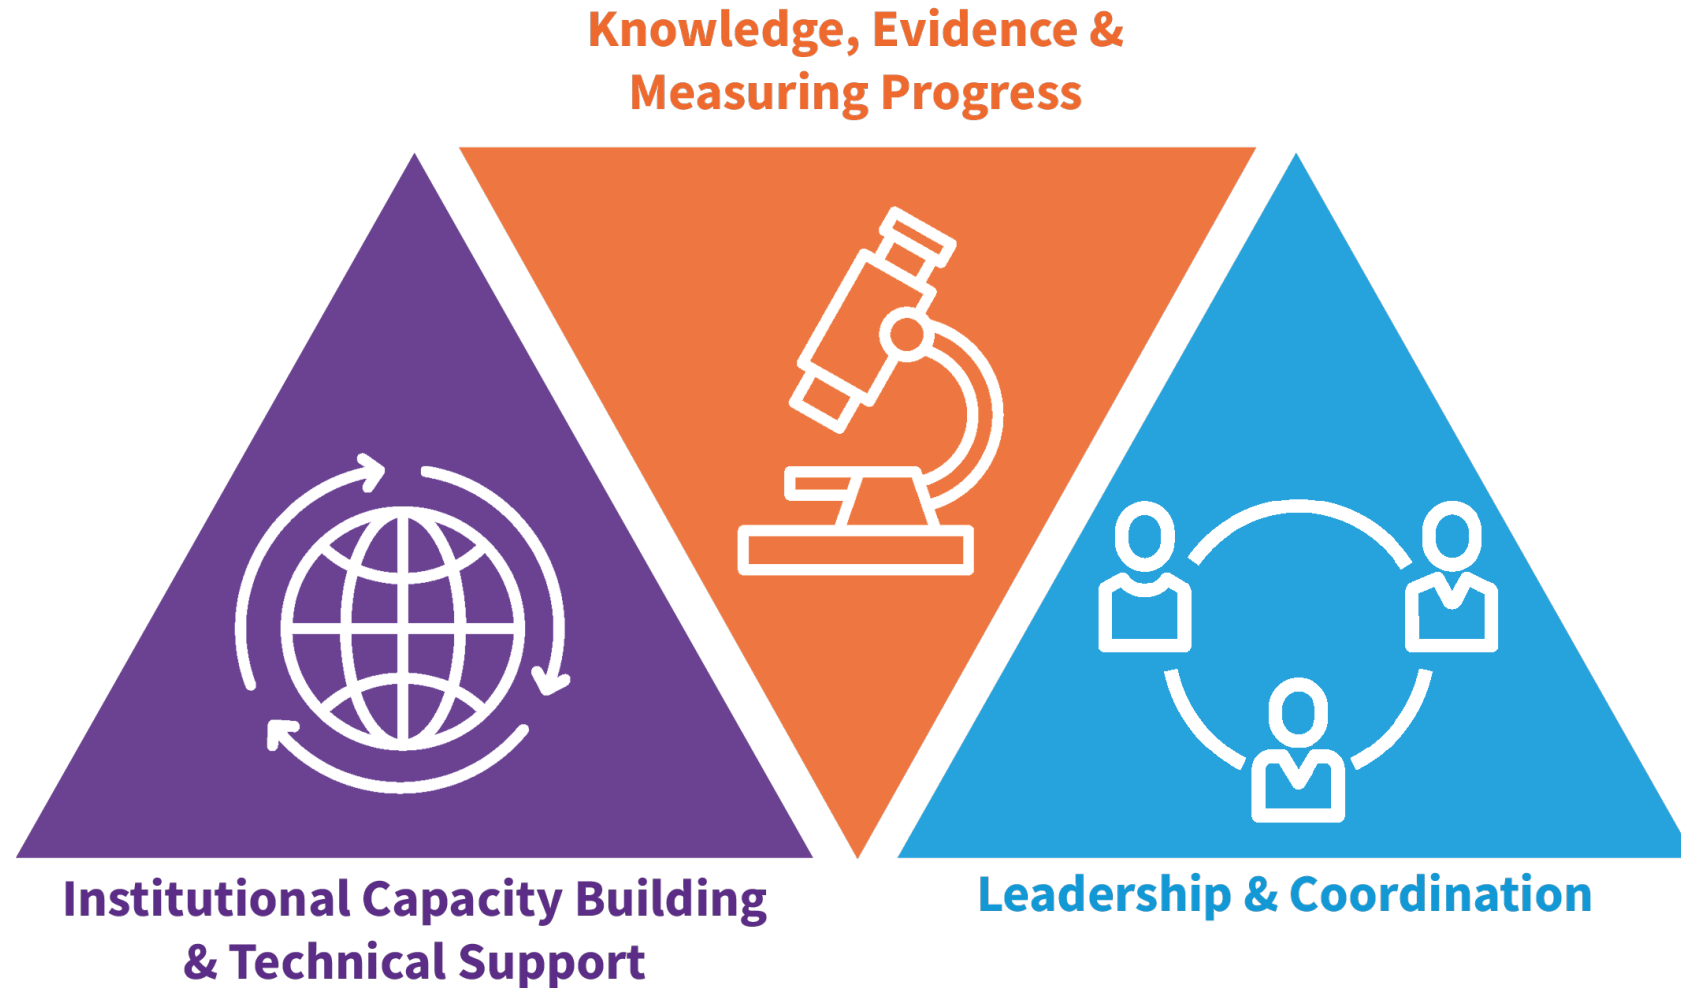 Knowledge, Evidence &
Measuring Progress
Institutional Capacity Building
& Technical Support
Leadership & Coordination